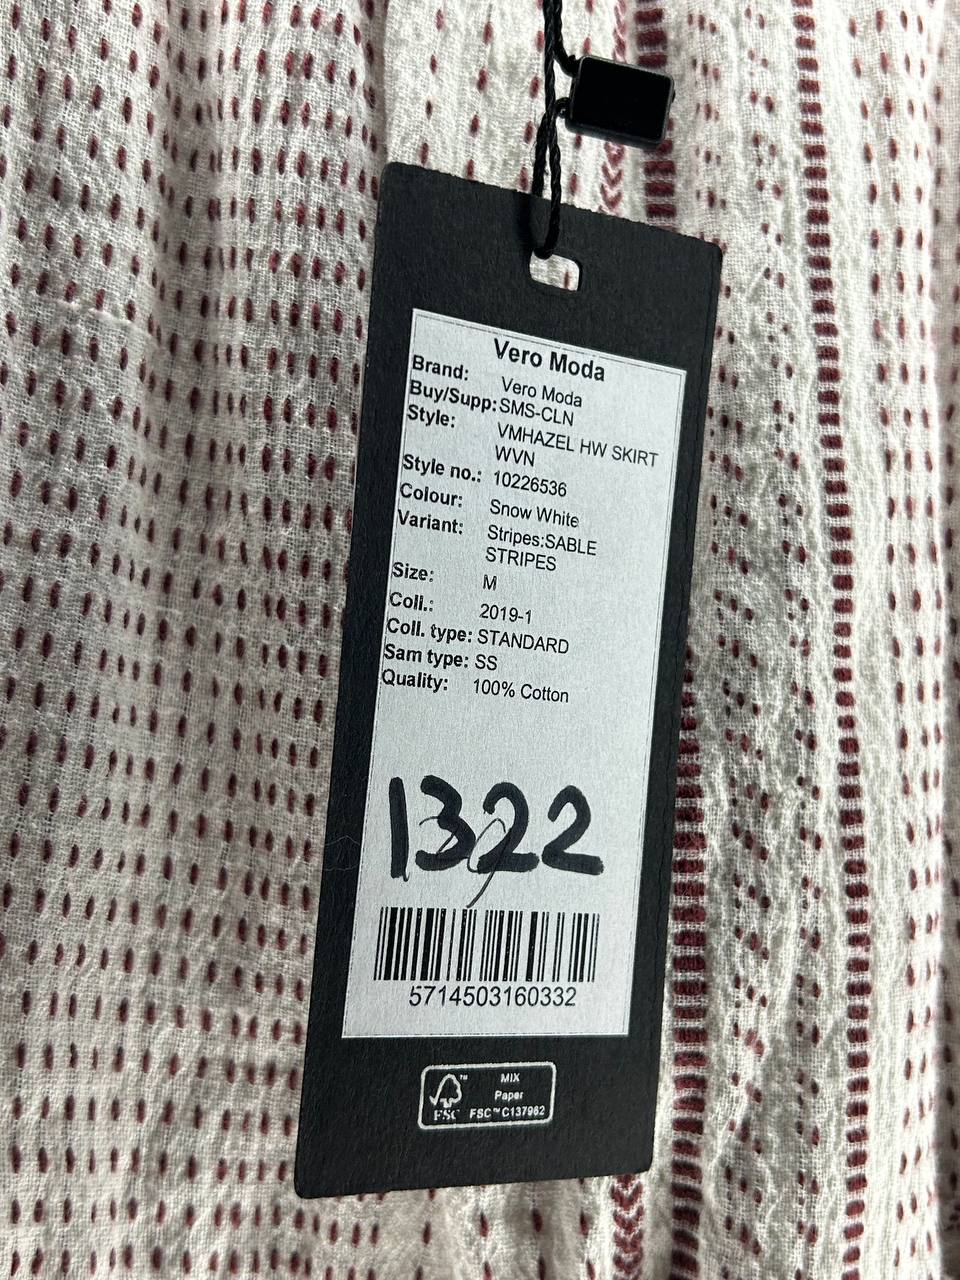 Vero Moda
Brand: Vero Moda
Buy/Supp: SMS-CLN
Style: VMHAZEL HW SKIRT
WVN
Style no.: 10226536
Colour: Snow White
Variant: Stripes:SABLE
STRIPES
Size: M
Coll.: 2019-1
Coll. type: STANDARD
Sam type: SS
Quality: 100% Cotton
1322
5714503160332
MIX
Paper
FSC™ C137962
FSC